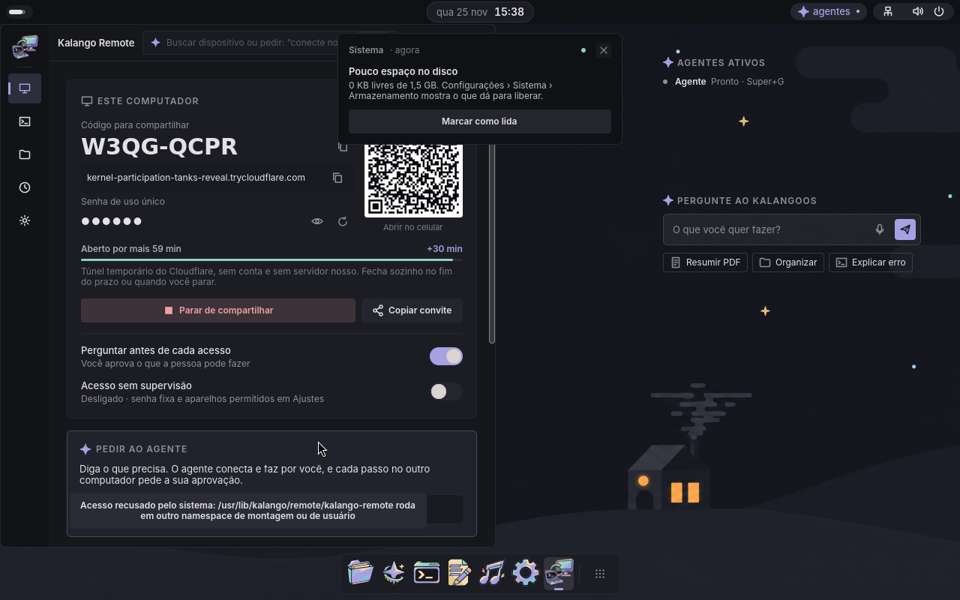 qua 25 nov 15:38
agentes
Kalango Remote
Buscar dispositivo ou pedir: "conecte no
Sistema · agora
Pouco espaço no disco
0 KB livres de 1,5 GB. Configurações › Sistema ›
Armazenamento mostra o que dá para liberar.
Marcar como lida
ESTE COMPUTADOR
Código para compartilhar
W3QG-QCPR
kernel-participation-tanks-reveal.trycloudflare.com
Senha de uso único
Abrir no celular
Aberto por mais 59 min
+30 min
Túnel temporário do Cloudflare, sem conta e sem servidor nosso. Fecha sozinho no fim
do prazo ou quando você parar.
Parar de compartilhar
Copiar convite
Perguntar antes de cada acesso
Você aprova o que a pessoa pode fazer
Acesso sem supervisão
Desligado · senha fixa e aparelhos permitidos em Ajustes
PEDIR AO AGENTE
Diga o que precisa. O agente conecta e faz por você, e cada passo no outro
computador pede a sua aprovação.
Acesso recusado pelo sistema: /usr/lib/kalango/remote/kalango-remote roda
em outro namespace de montagem ou de usuário
AGENTES ATIVOS
Agente Pronto · Super+G
PERGUNTE AO KALANGOOS
O que você quer fazer?
Resumir PDF
Organizar
Explicar erro